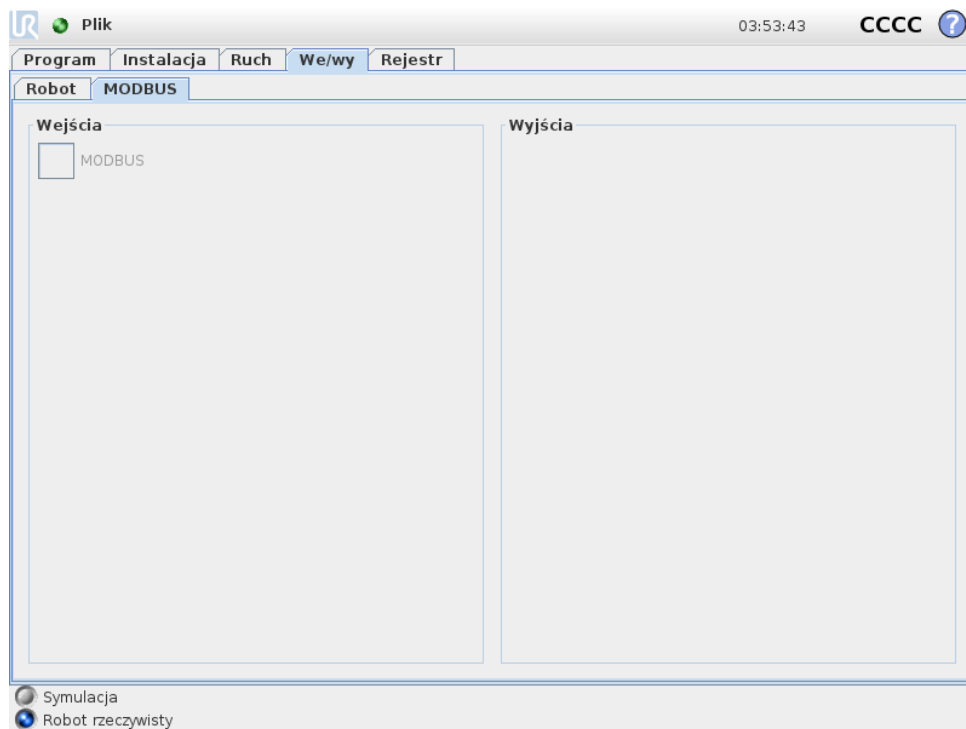 UR Plik 03:53:43 CCCC ?
Program Instalacja Ruch We/wy Rejestr
Robot MODBUS
Wejścia Wyjścia
MODBUS
Symulacja
Robot rzeczywisty